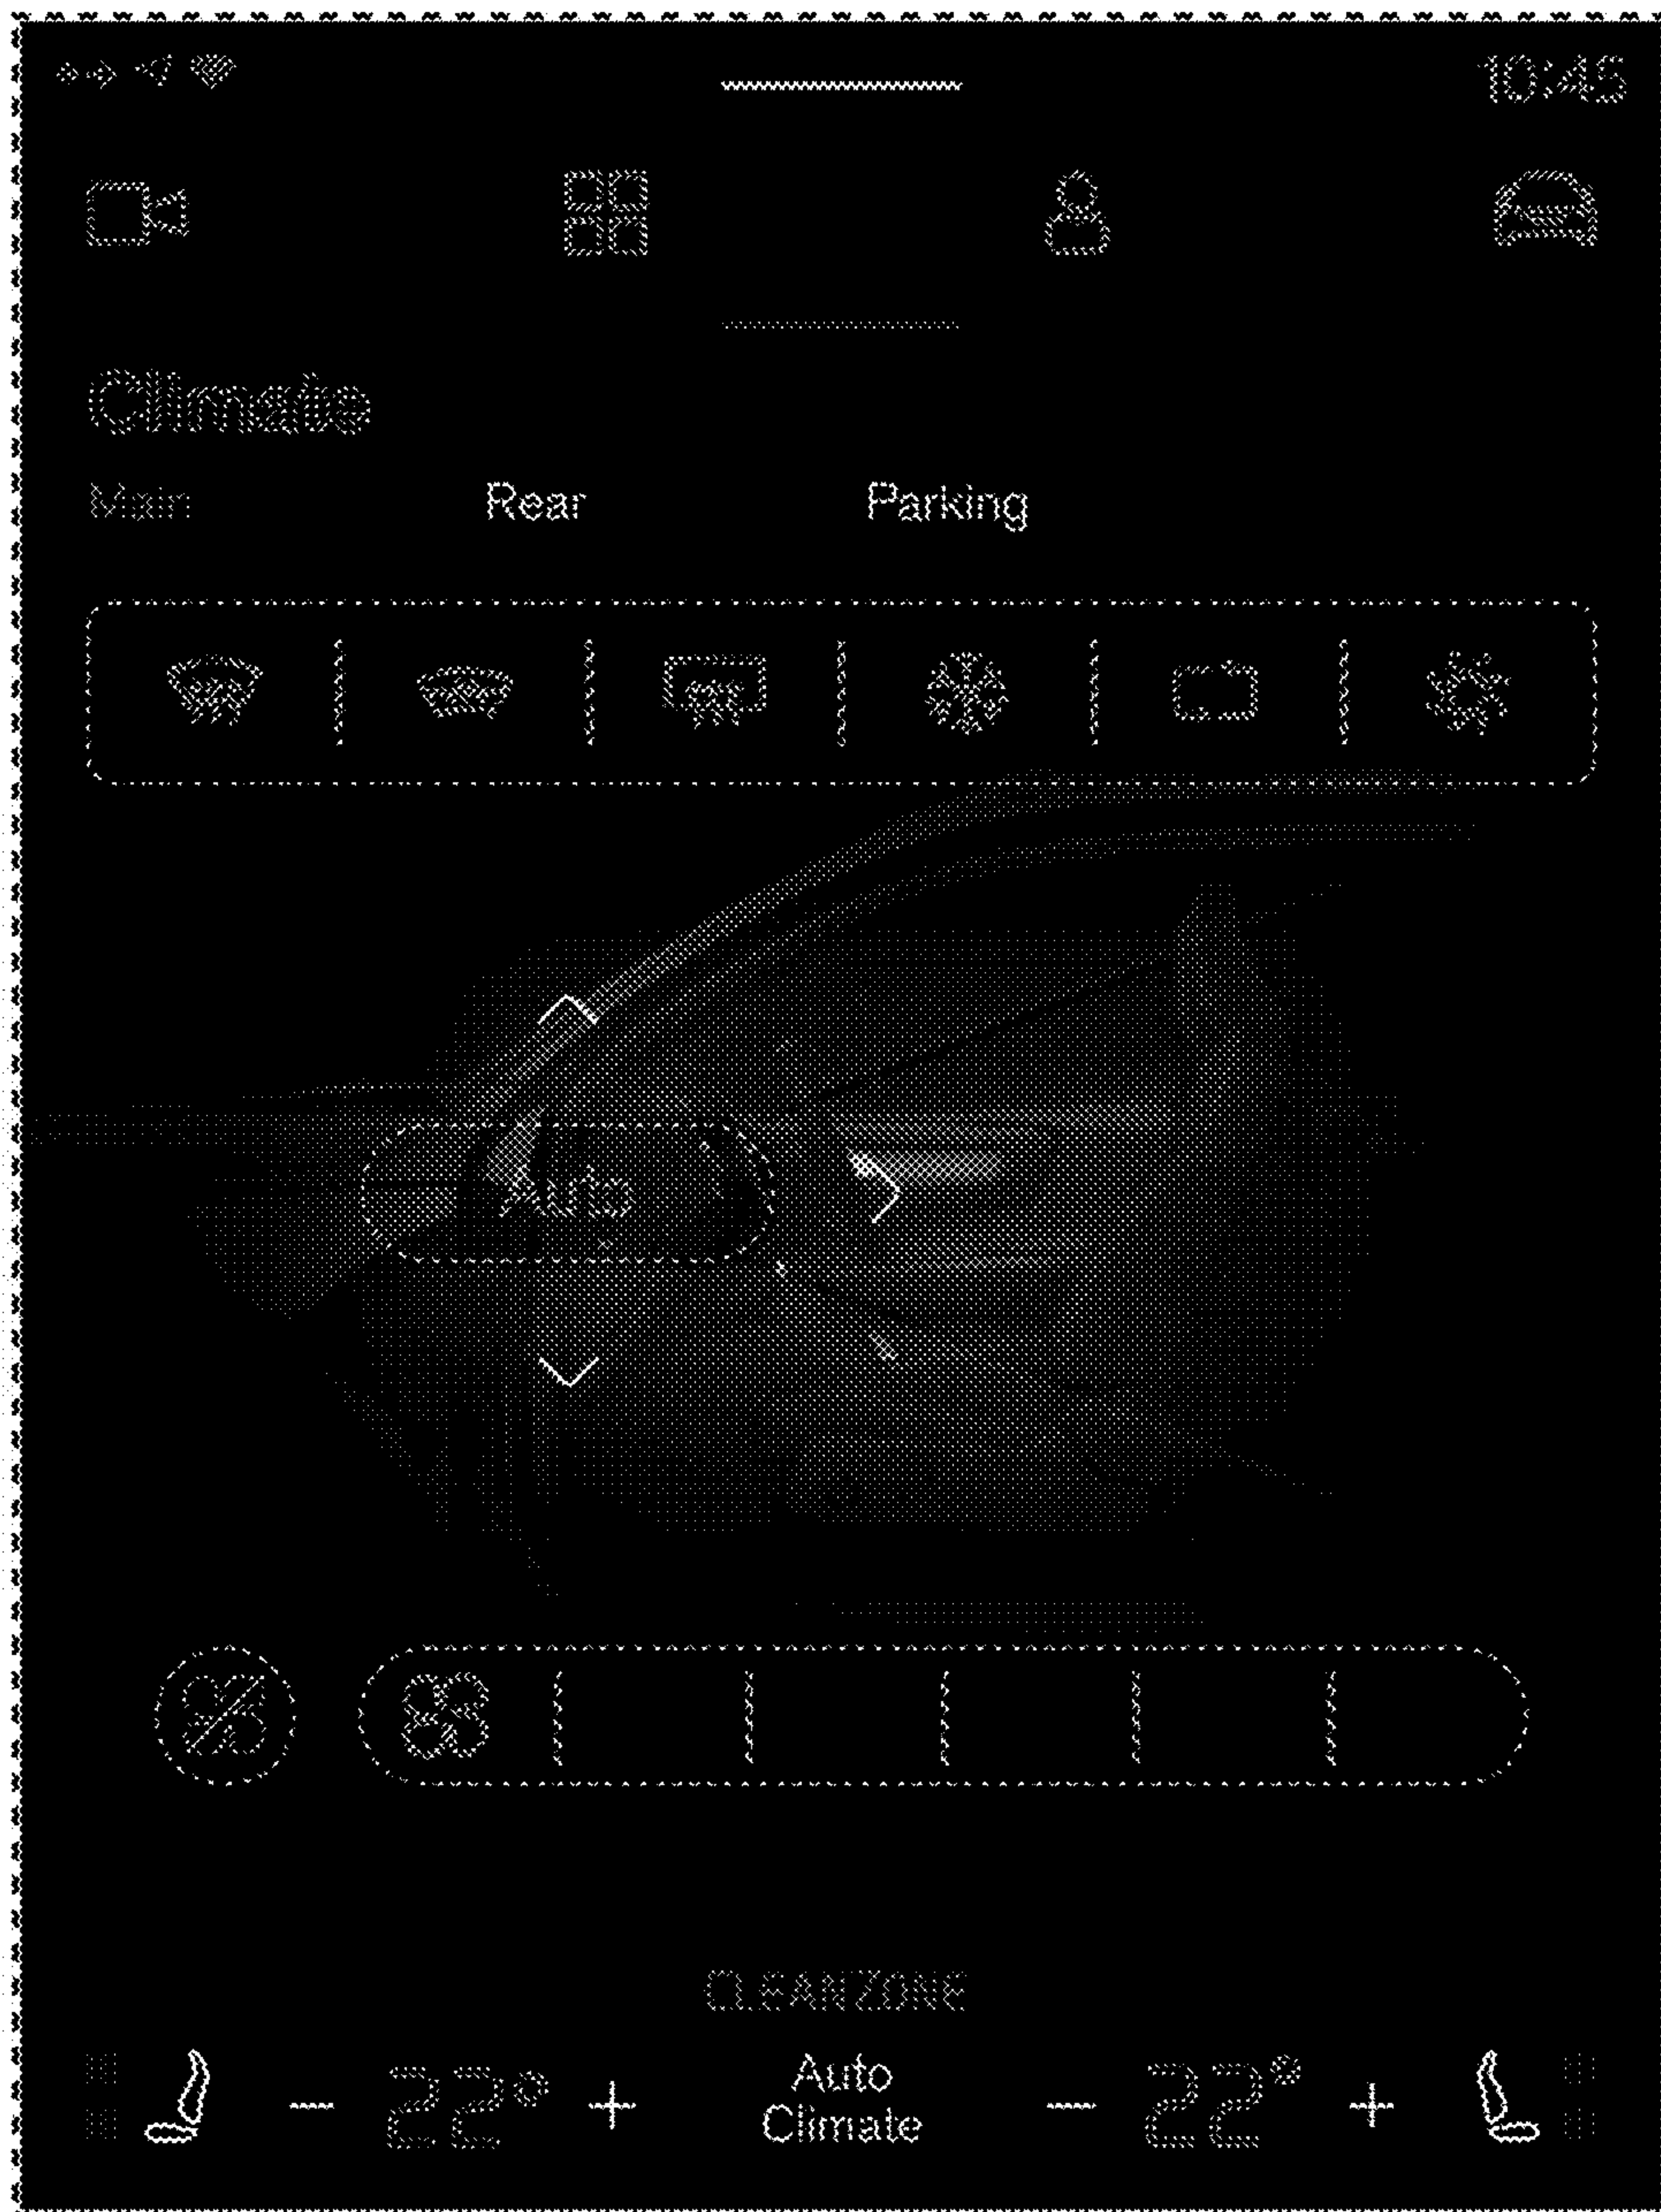 10:45
Climate
Main Rear Parking
Auto
CLEANZONE
22° Auto Climate 22°